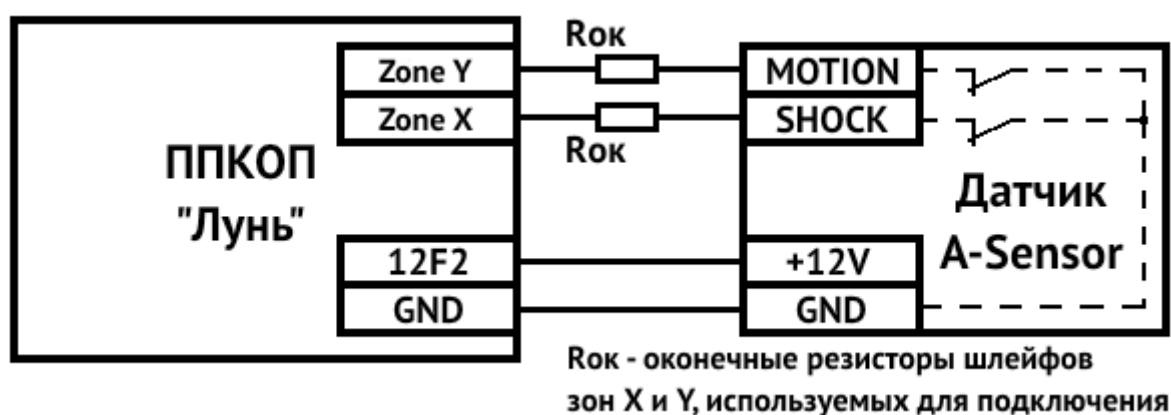 Rок
Zone Y
MOTION
Zone X
SHOCK
Rок
ППКОП
"Лунь"
Датчик
A-Sensor
12F2
+12V
GND
GND
Rок - оконечные резисторы шлейфов
зон X и Y, используемых для подключения